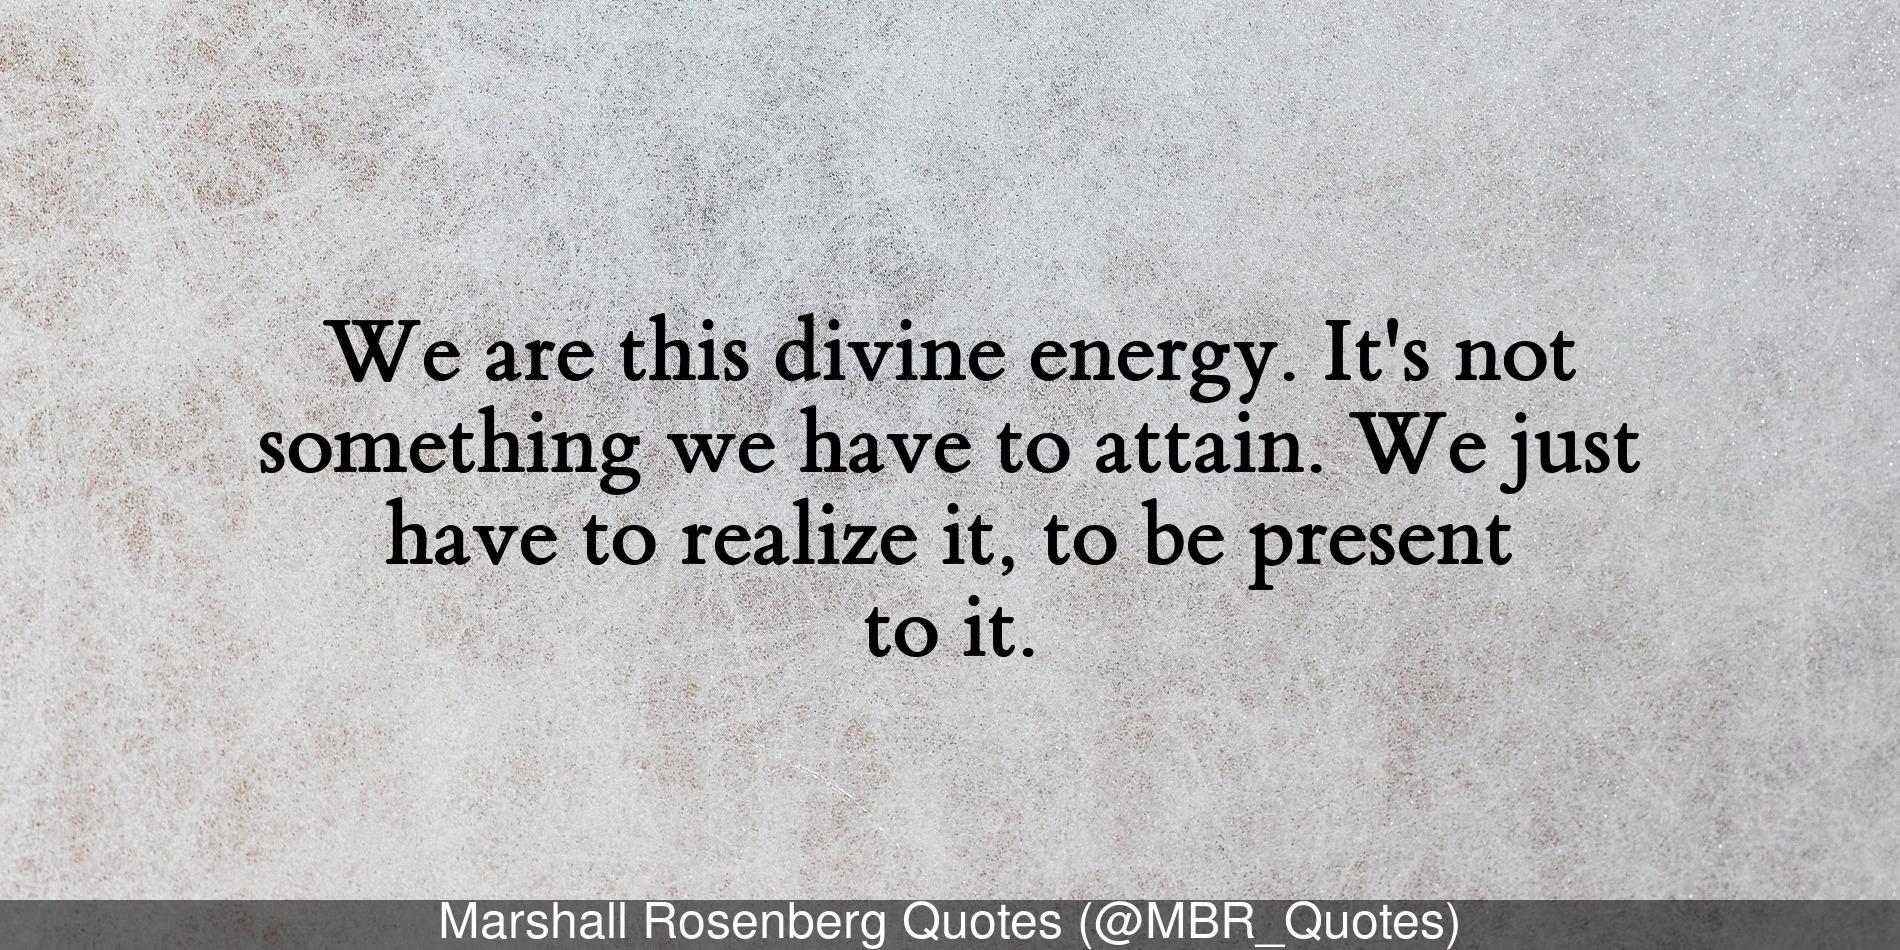 We are this divine energy. It's not
something we have to attain. We just
have to realize it, to be present
to it.
Marshall Rosenberg Quotes (@MBR_Quotes)